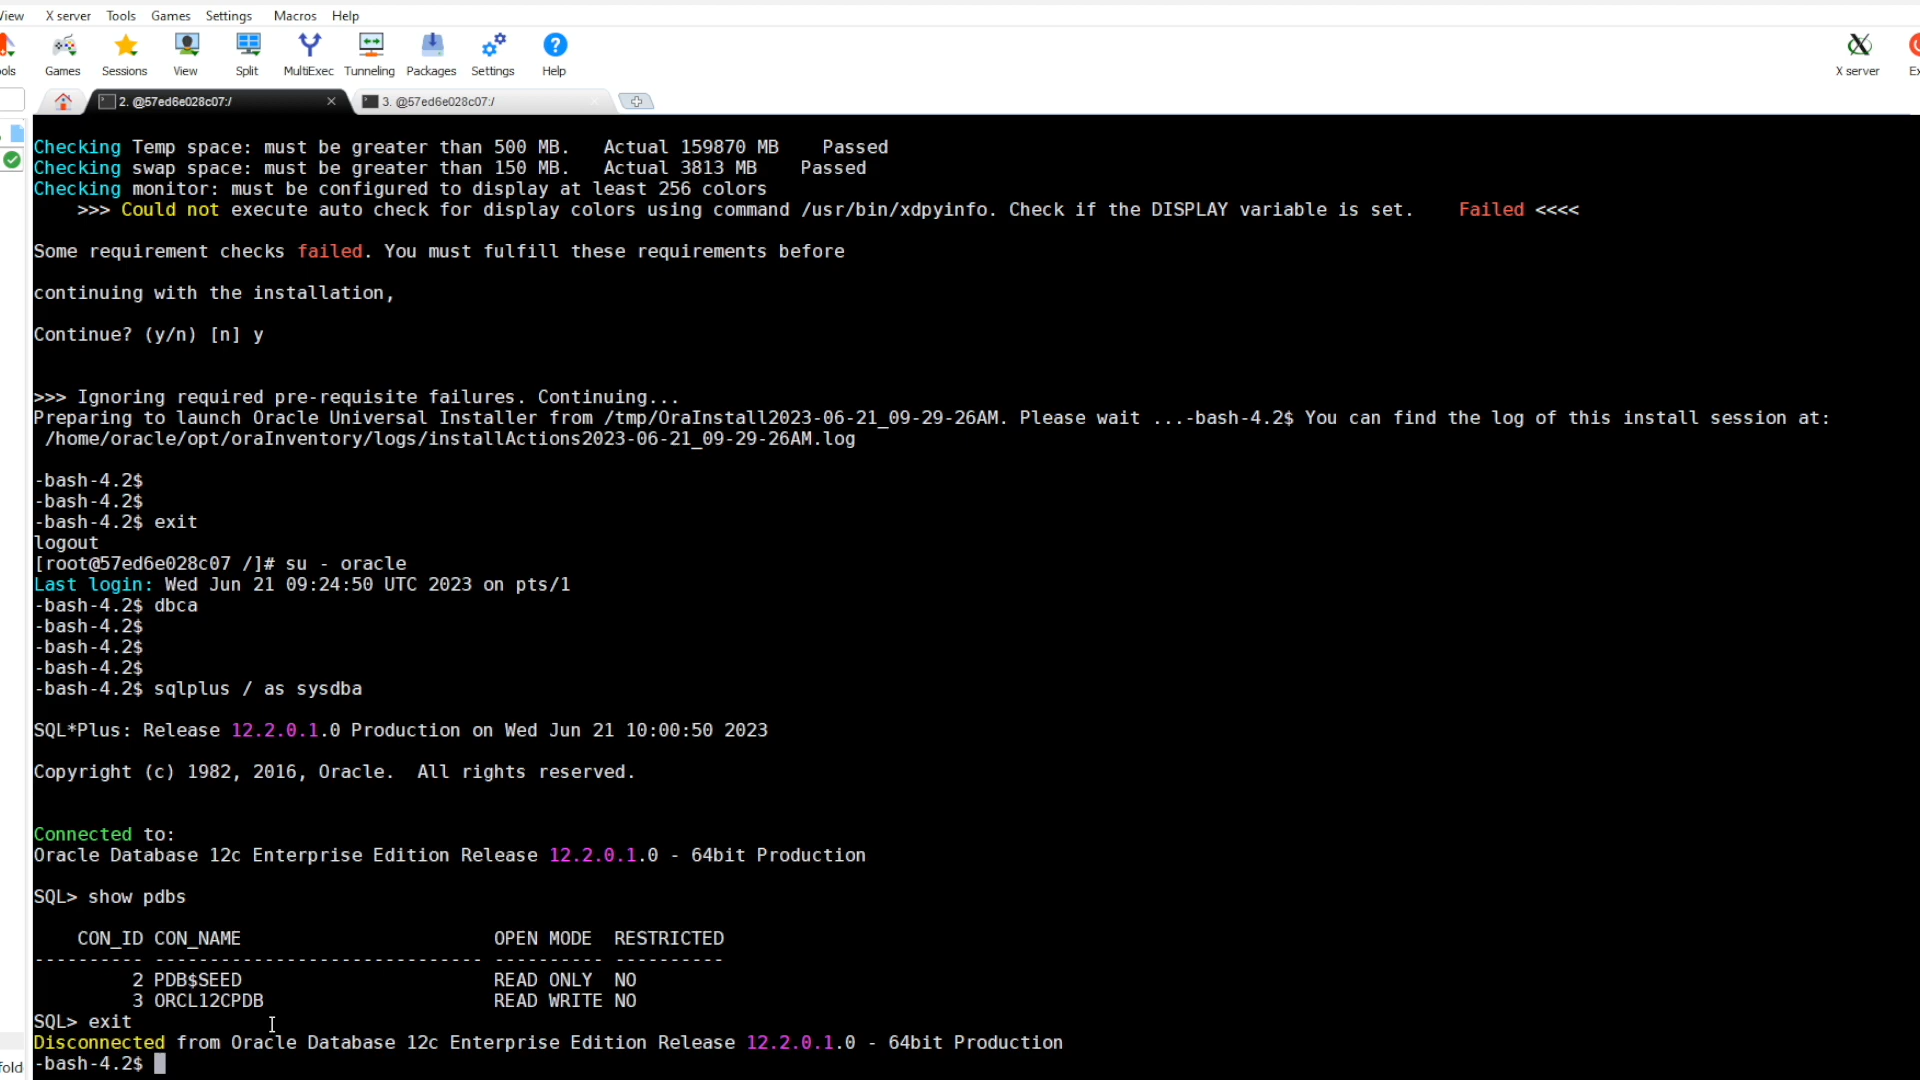 View X server Tools Games Settings Macros Help
Games Sessions View Split MultiExec Tunneling Packages Settings Help X server
2. @57ed6e028c07:/ 3. @57ed6e028c07:/
Checking Temp space: must be greater than 500 MB. Actual 159870 MB Passed
Checking swap space: must be greater than 150 MB. Actual 3813 MB Passed
Checking monitor: must be configured to display at least 256 colors
>>> Could not execute auto check for display colors using command /usr/bin/xdpyinfo. Check if the DISPLAY variable is set. Failed <<<<
Some requirement checks failed. You must fulfill these requirements before
continuing with the installation,
Continue? (y/n) [n] y
>>> Ignoring required pre-requisite failures. Continuing...
Preparing to launch Oracle Universal Installer from /tmp/OraInstall2023-06-21_09-29-26AM. Please wait ...-bash-4.2$ You can find the log of this install session at:
/home/oracle/opt/oraInventory/logs/installActions2023-06-21_09-29-26AM.log
-bash-4.2$
-bash-4.2$
-bash-4.2$ exit
logout
[root@57ed6e028c07 /]# su - oracle
Last login: Wed Jun 21 09:24:50 UTC 2023 on pts/1
-bash-4.2$ dbca
-bash-4.2$
-bash-4.2$
-bash-4.2$
-bash-4.2$ sqlplus / as sysdba
SQL*Plus: Release 12.2.0.1.0 Production on Wed Jun 21 10:00:50 2023
Copyright (c) 1982, 2016, Oracle. All rights reserved.
Connected to:
Oracle Database 12c Enterprise Edition Release 12.2.0.1.0 - 64bit Production
SQL> show pdbs
CON_ID CON_NAME OPEN MODE RESTRICTED
---------- ------------------------------ ---------- ----------
2 PDB$SEED READ ONLY NO
3 ORCL12CPDB READ WRITE NO
SQL> exit
Disconnected from Oracle Database 12c Enterprise Edition Release 12.2.0.1.0 - 64bit Production
-bash-4.2$